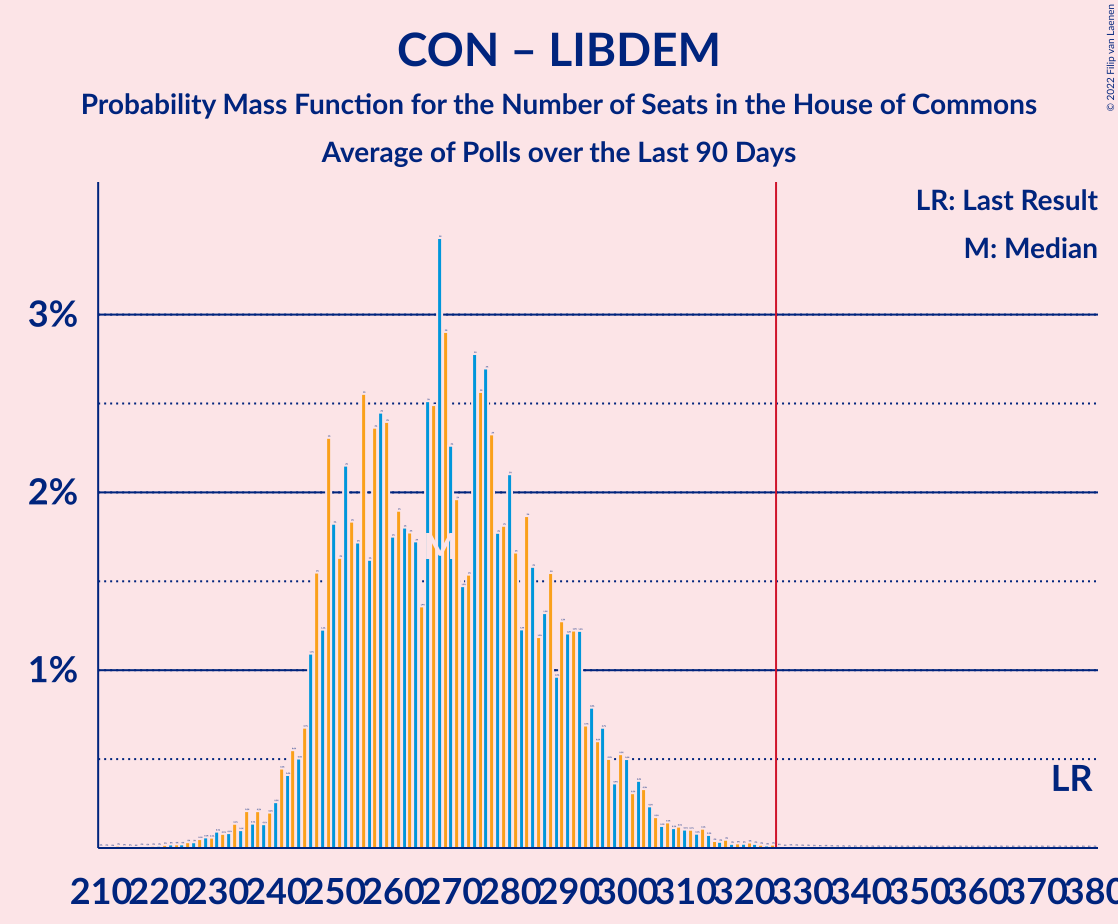 CON – LIBDEM
Probability Mass Function for the Number of Seats in the House of Commons
Average of Polls over the Last 90 Days
© 2022 Filip van Laenen
LR: Last Result
M: Median
3%
2%
1%
M
LR
210 220 230 240 250 260 270 280 290 300 310 320 330 340 350 360 370 380